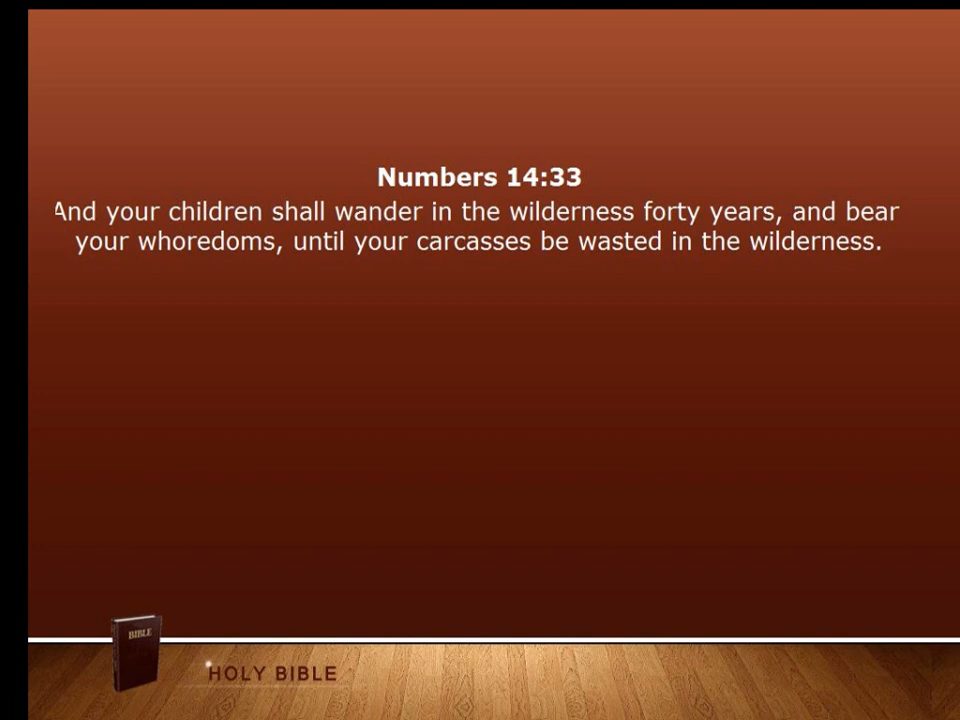 Numbers 14:33
And your children shall wander in the wilderness forty years, and bear
your whoredoms, until your carcasses be wasted in the wilderness.
BIBLE
HOLY BIBLE